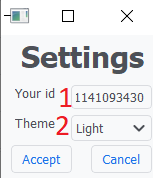 Settings
Your id 1 1141093430
Theme 2 Light
Accept Cancel